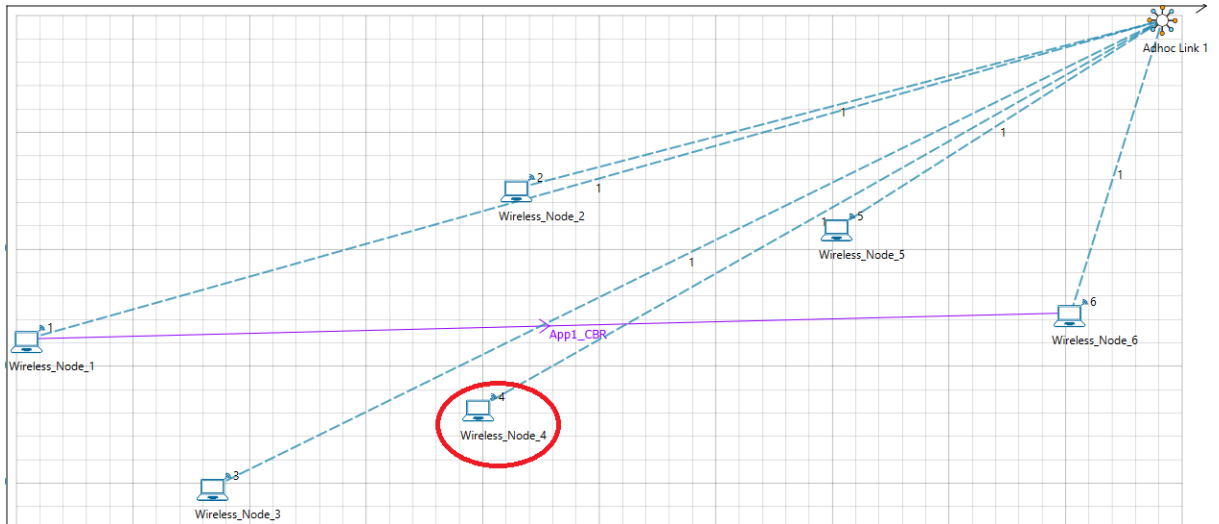 Adhoc Link 1
1
1
2
1
Wireless_Node_2
5
1
1
Wireless_Node_5
1
6
1
App1_CBR
Wireless_Node_6
Wireless_Node_1
4
Wireless_Node_4
3
Wireless_Node_3